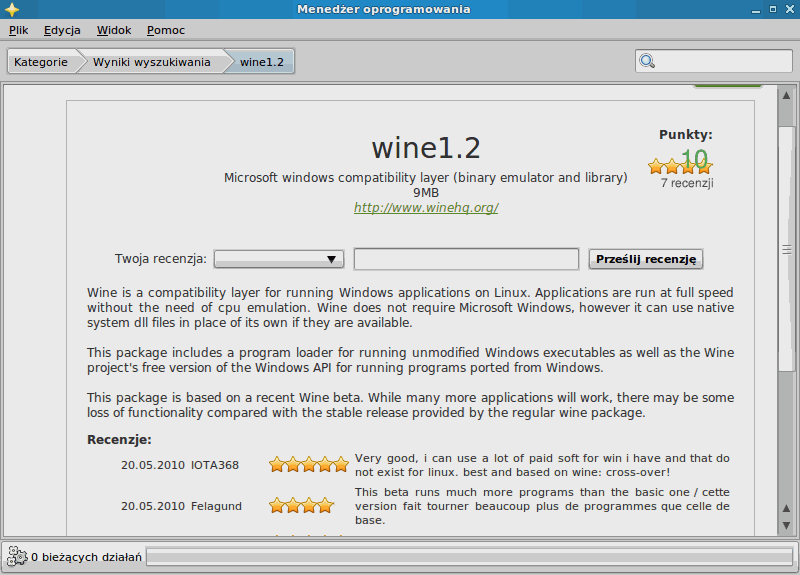 Menedżer oprogramowania
Plik Edycja Widok Pomoc
Kategorie Wyniki wyszukiwania wine1.2
Punkty:
10
7 recenzji
wine1.2
Microsoft windows compatibility layer (binary emulator and library)
9MB
http://www.winehq.org/
Twoja recenzja: Prześlij recenzję
Wine is a compatibility layer for running Windows applications on Linux. Applications are run at full speed
without the need of cpu emulation. Wine does not require Microsoft Windows, however it can use native
system dll files in place of its own if they are available.
This package includes a program loader for running unmodified Windows executables as well as the Wine
project's free version of the Windows API for running programs ported from Windows.
This package is based on a recent Wine beta. While many more applications will work, there may be some
loss of functionality compared with the stable release provided by the regular wine package.
Recenzje:
20.05.2010 IOTA368
Very good, i can use a lot of paid soft for win i have and that do
not exist for linux. best and based on wine: cross-over!
20.05.2010 Felagund
This beta runs much more programs than the basic one / cette
version fait tourner beaucoup plus de programmes que celle de
base.
0 bieżących działań